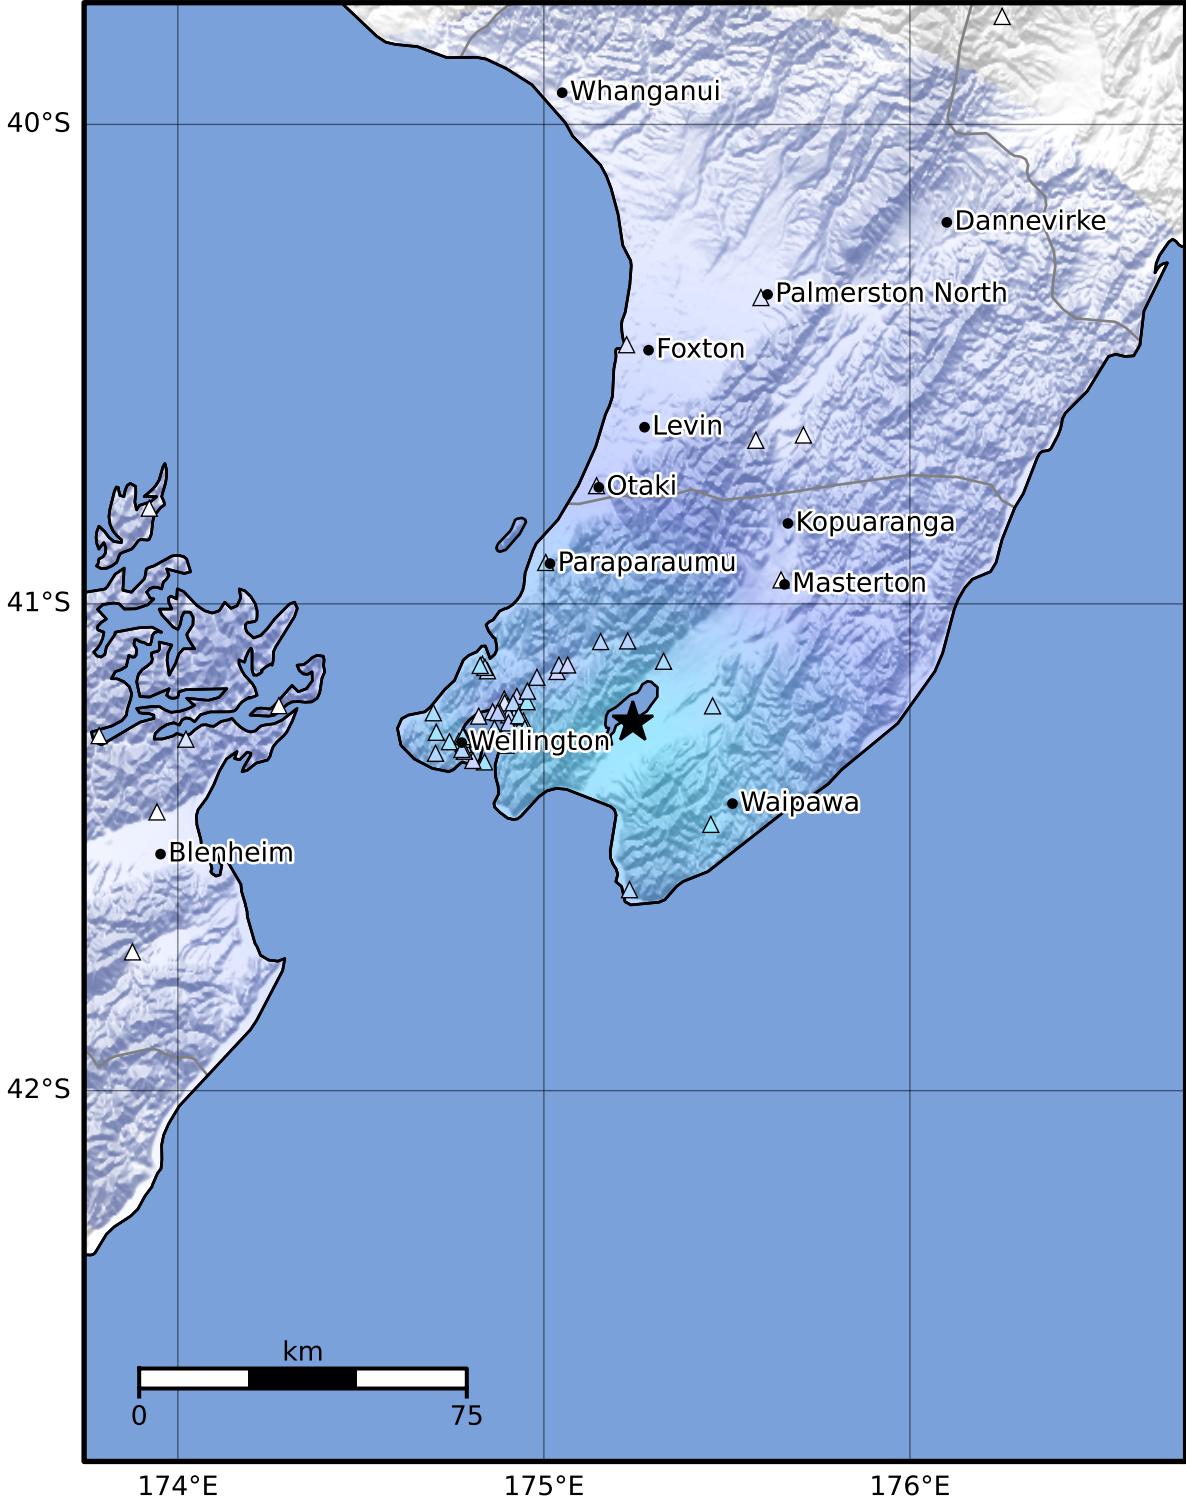 Whanganui
40°S
Dannevirke
Palmerston North
Foxton
Levin
Otaki
Kopuaranga
Paraparaumu
Masterton
41°S
Wellington
Waipawa
Blenheim
42°S
km
0 75
174°E 175°E 176°E